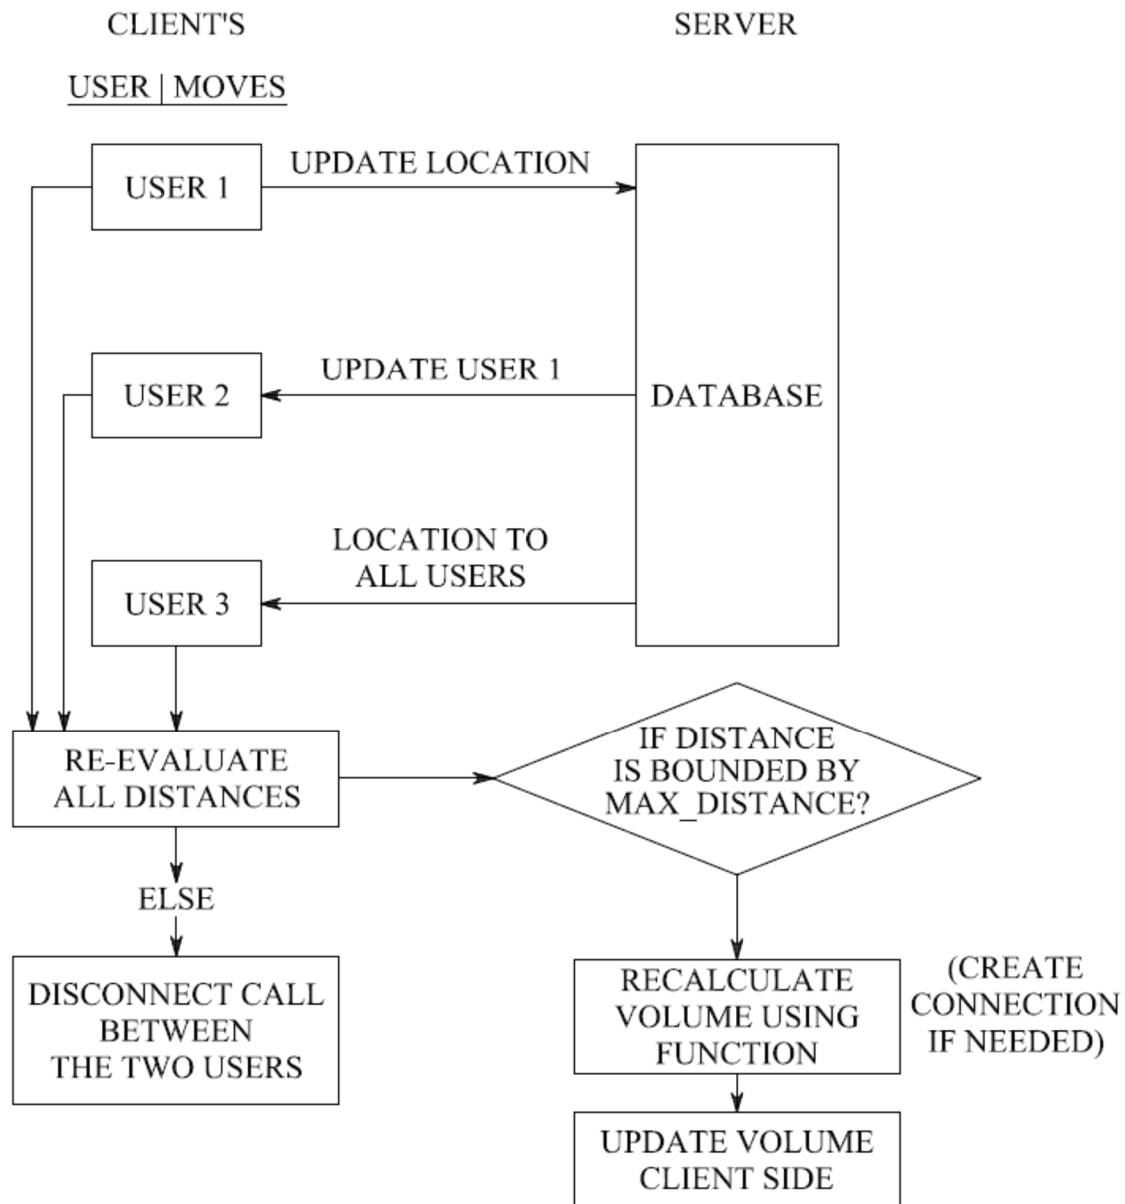 CLIENT'S
SERVER
USER | MOVES
USER 1
UPDATE LOCATION
USER 2
UPDATE USER 1
DATABASE
LOCATION TO
ALL USERS
USER 3
RE-EVALUATE
ALL DISTANCES
IF DISTANCE
IS BOUNDED BY
MAX_DISTANCE?
ELSE
DISCONNECT CALL
BETWEEN
THE TWO USERS
RECALCULATE
VOLUME USING
FUNCTION
(CREATE
CONNECTION
IF NEEDED)
UPDATE VOLUME
CLIENT SIDE